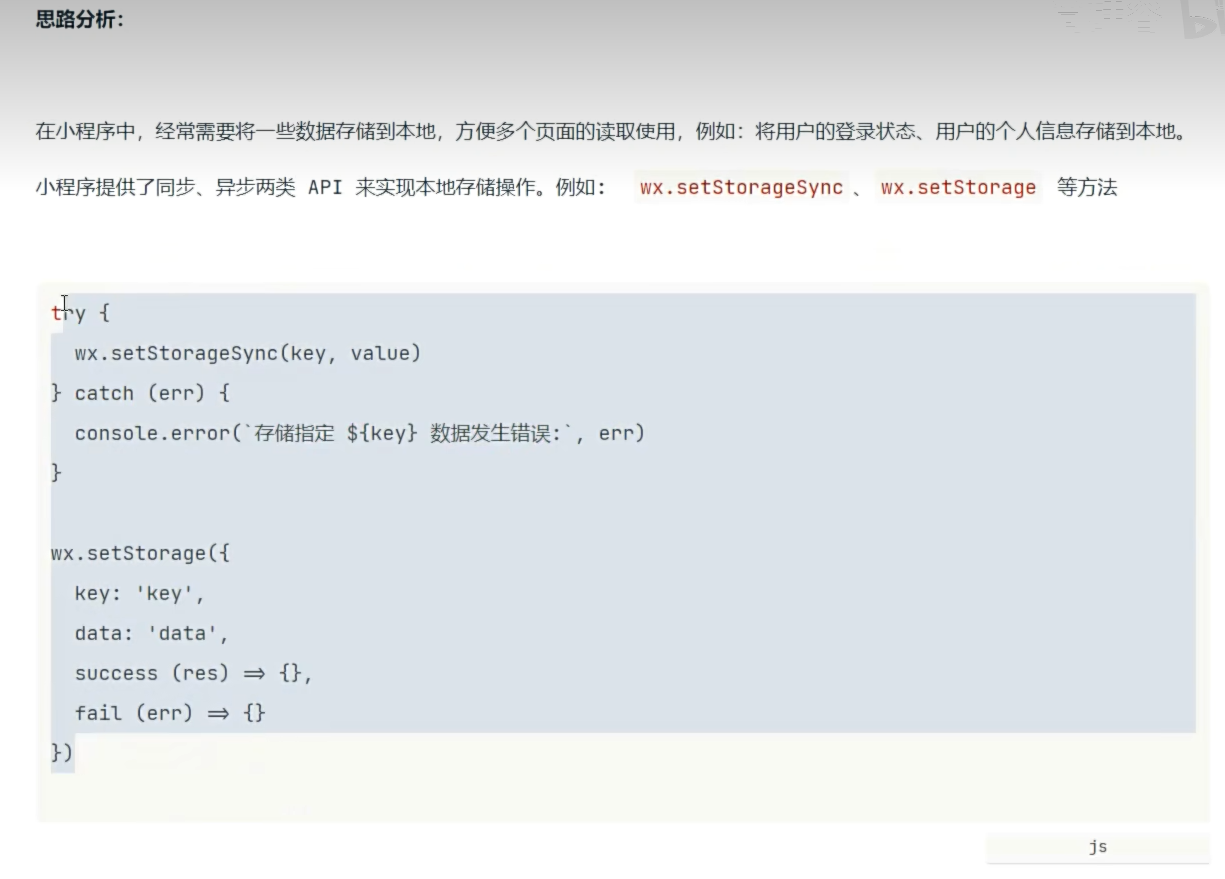 思路分析：
在小程序中，经常需要将一些数据存储到本地，方便多个页面的读取使用，例如：将用户的登录状态、用户的个人信息存储到本地。
小程序提供了同步、异步两类 API 来实现本地存储操作。例如： wx.setStorageSync 、 wx.setStorage 等方法
try {
  wx.setStorageSync(key, value)
} catch (err) {
  console.error(`存储指定 ${key} 数据发生错误:`, err)
}
wx.setStorage({
  key: 'key',
  data: 'data',
  success (res) => {},
  fail (err) => {}
})
js